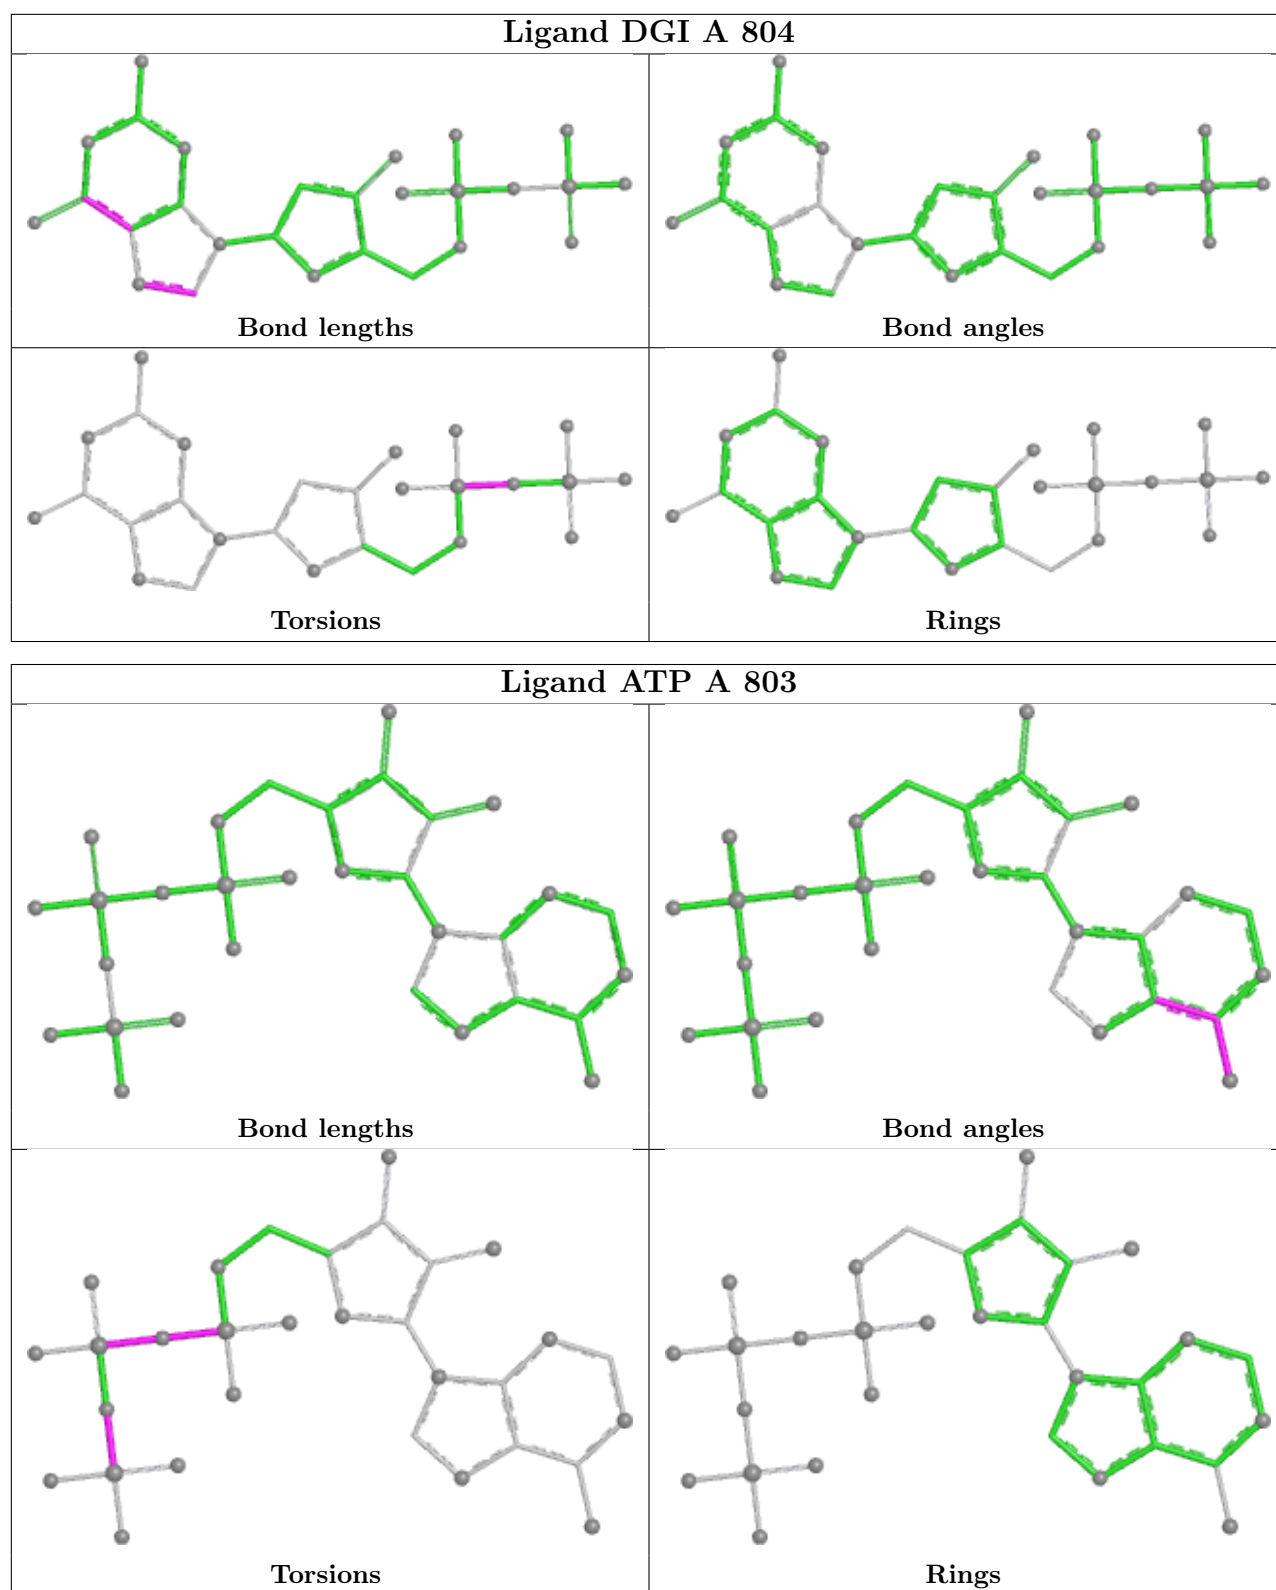 Ligand DGI A 804
Bond lengths
Bond angles
Torsions
Rings
Ligand ATP A 803
Bond lengths
Bond angles
Torsions
Rings